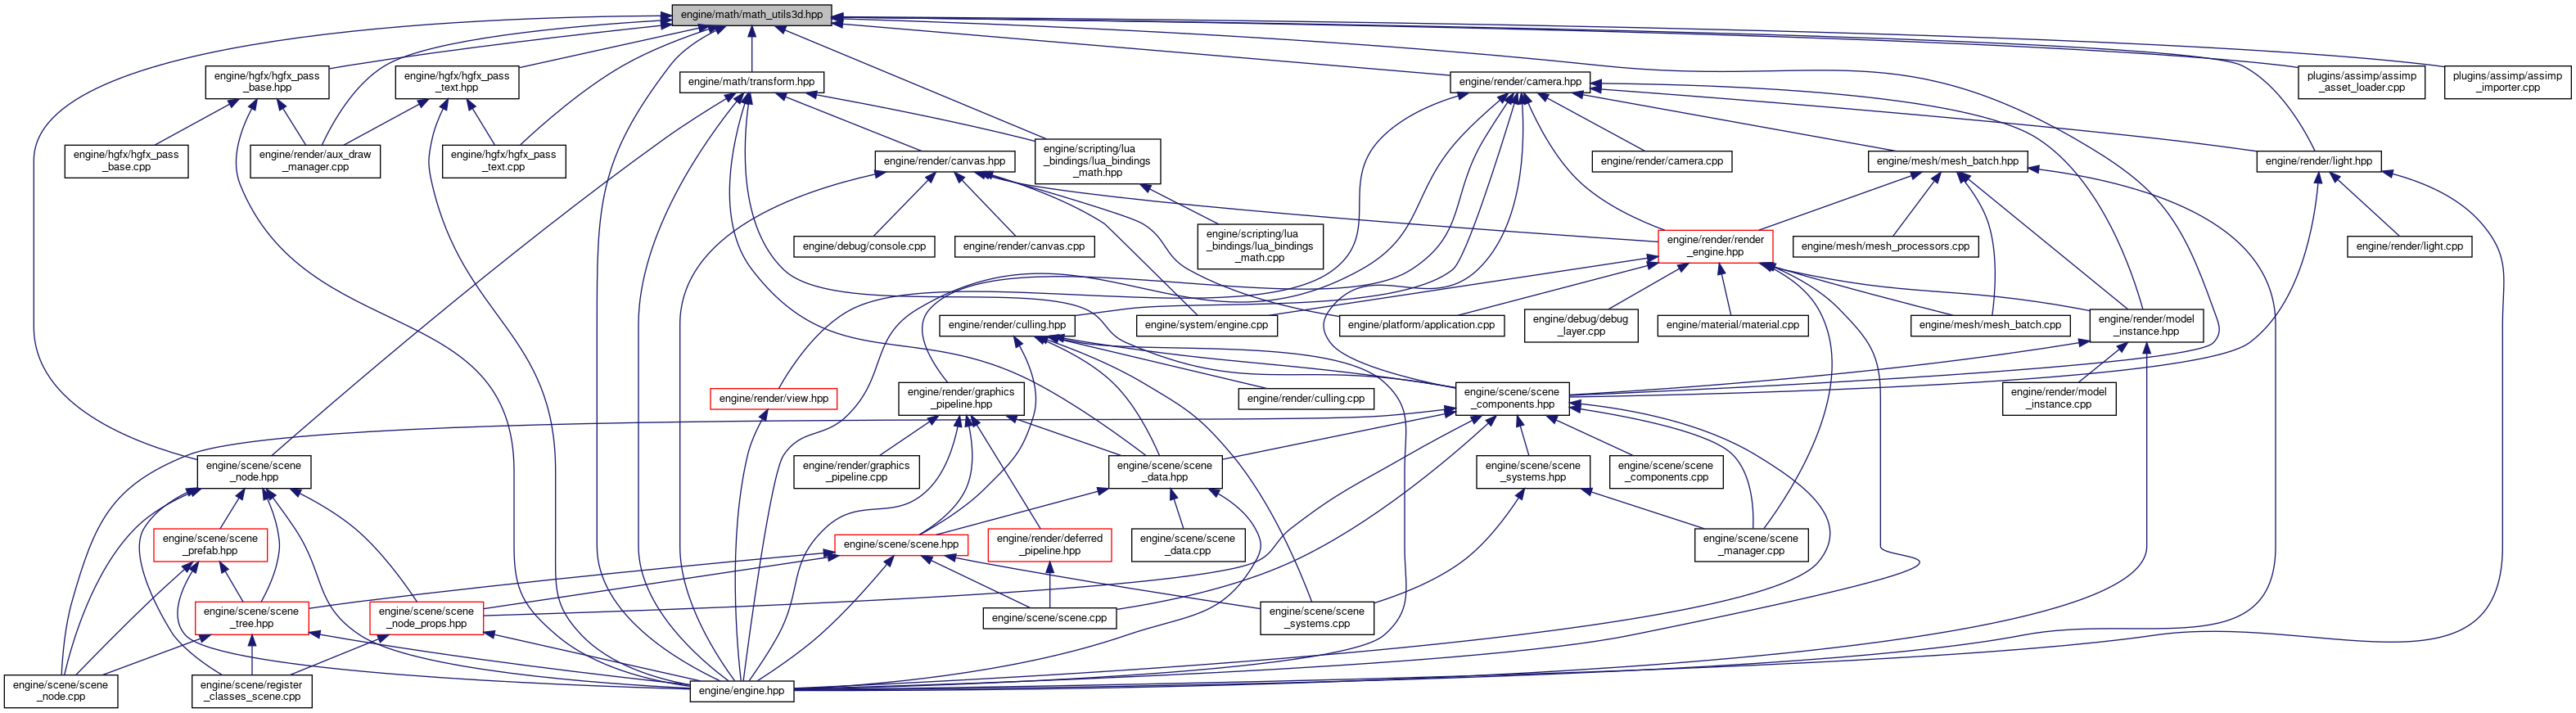 engine/math/math_utils3d.hpp
engine/hgfx/hgfx_pass
_base.hpp
engine/hgfx/hgfx_pass
_text.hpp
engine/math/transform.hpp
engine/render/camera.hpp
plugins/assimp/assimp
_asset_loader.cpp
plugins/assimp/assimp
_importer.cpp
engine/hgfx/hgfx_pass
_base.cpp
engine/render/aux_draw
_manager.cpp
engine/hgfx/hgfx_pass
_text.cpp
engine/render/canvas.hpp
engine/scripting/lua
_bindings/lua_bindings
_math.hpp
engine/render/camera.cpp
engine/mesh/mesh_batch.hpp
engine/render/light.hpp
engine/debug/console.cpp
engine/render/canvas.cpp
engine/scripting/lua
_bindings/lua_bindings
_math.cpp
engine/render/render
_engine.hpp
engine/mesh/mesh_processors.cpp
engine/render/light.cpp
engine/render/culling.hpp
engine/system/engine.cpp
engine/platform/application.cpp
engine/debug/debug
_layer.cpp
engine/material/material.cpp
engine/mesh/mesh_batch.cpp
engine/render/model
_instance.hpp
engine/render/view.hpp
engine/render/graphics
_pipeline.hpp
engine/render/culling.cpp
engine/scene/scene
_components.hpp
engine/render/model
_instance.cpp
engine/scene/scene
_node.hpp
engine/render/graphics
_pipeline.cpp
engine/scene/scene
_data.hpp
engine/scene/scene
_systems.hpp
engine/scene/scene
_components.cpp
engine/scene/scene
_prefab.hpp
engine/scene/scene.hpp
engine/render/deferred
_pipeline.hpp
engine/scene/scene
_data.cpp
engine/scene/scene
_manager.cpp
engine/scene/scene
_tree.hpp
engine/scene/scene
_node_props.hpp
engine/scene/scene.cpp
engine/scene/scene
_systems.cpp
engine/scene/scene
_node.cpp
engine/scene/register
_classes_scene.cpp
engine/engine.hpp